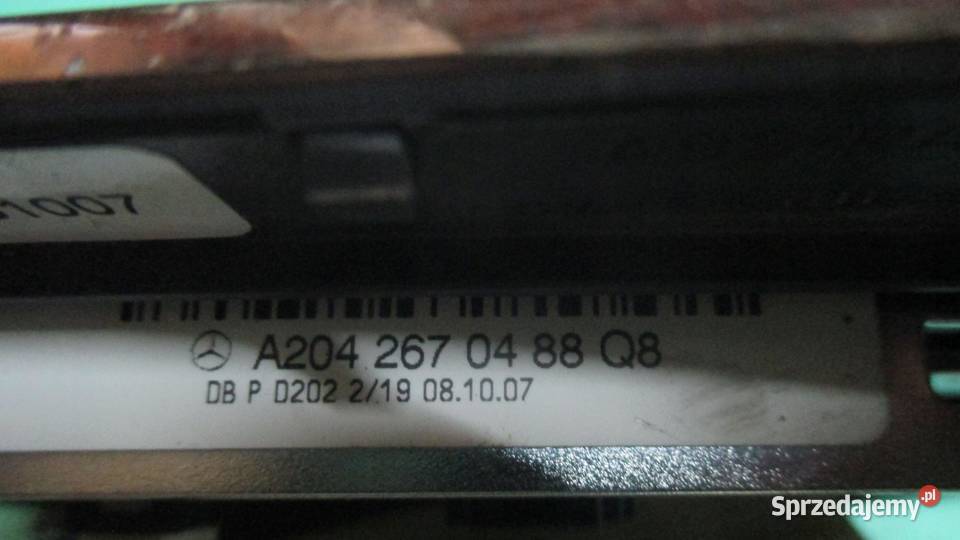 1007
A204 267 04 88 Q8
DB P D202 2/19 08.10.07
Sprzedajemy.pl